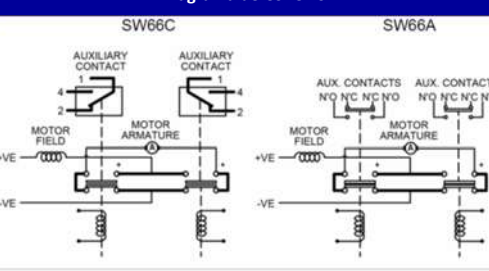 SW66C
SW66A
AUXILIARY
CONTACT
AUXILIARY
CONTACT
1
4
2
1
4
2
AUX. CONTACTS
AUX. CONTACT
N'O N'C N'C N'O
N'O N'C N'C N
MOTOR
FIELD
MOTOR
ARMATURE
MOTOR
FIELD
MOTOR
ARMATURE
A
A
+VE
+VE
-VE
-VE